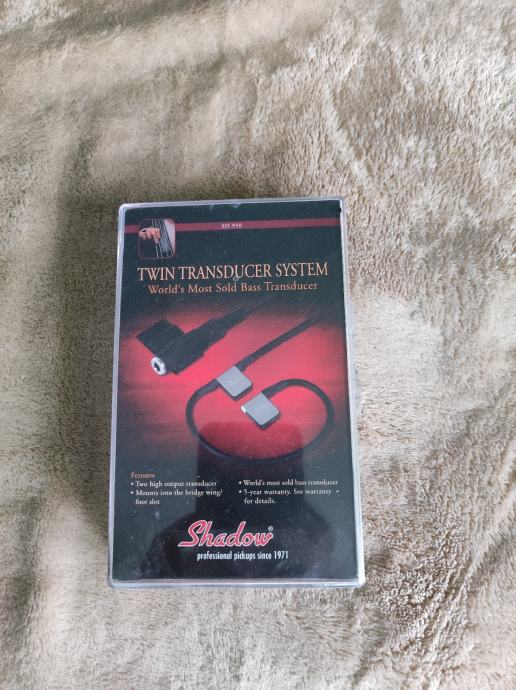 SH 950
TWIN TRANSDUCER SYSTEM
World's Most Sold Bass Transducer
Features
• Two high output transducer
• Mounts into the bridge wing/
foot slot
• World's most sold bass transducer
• 5-year warranty. See warranty
for details.
Shadow®
professional pickups since 1971